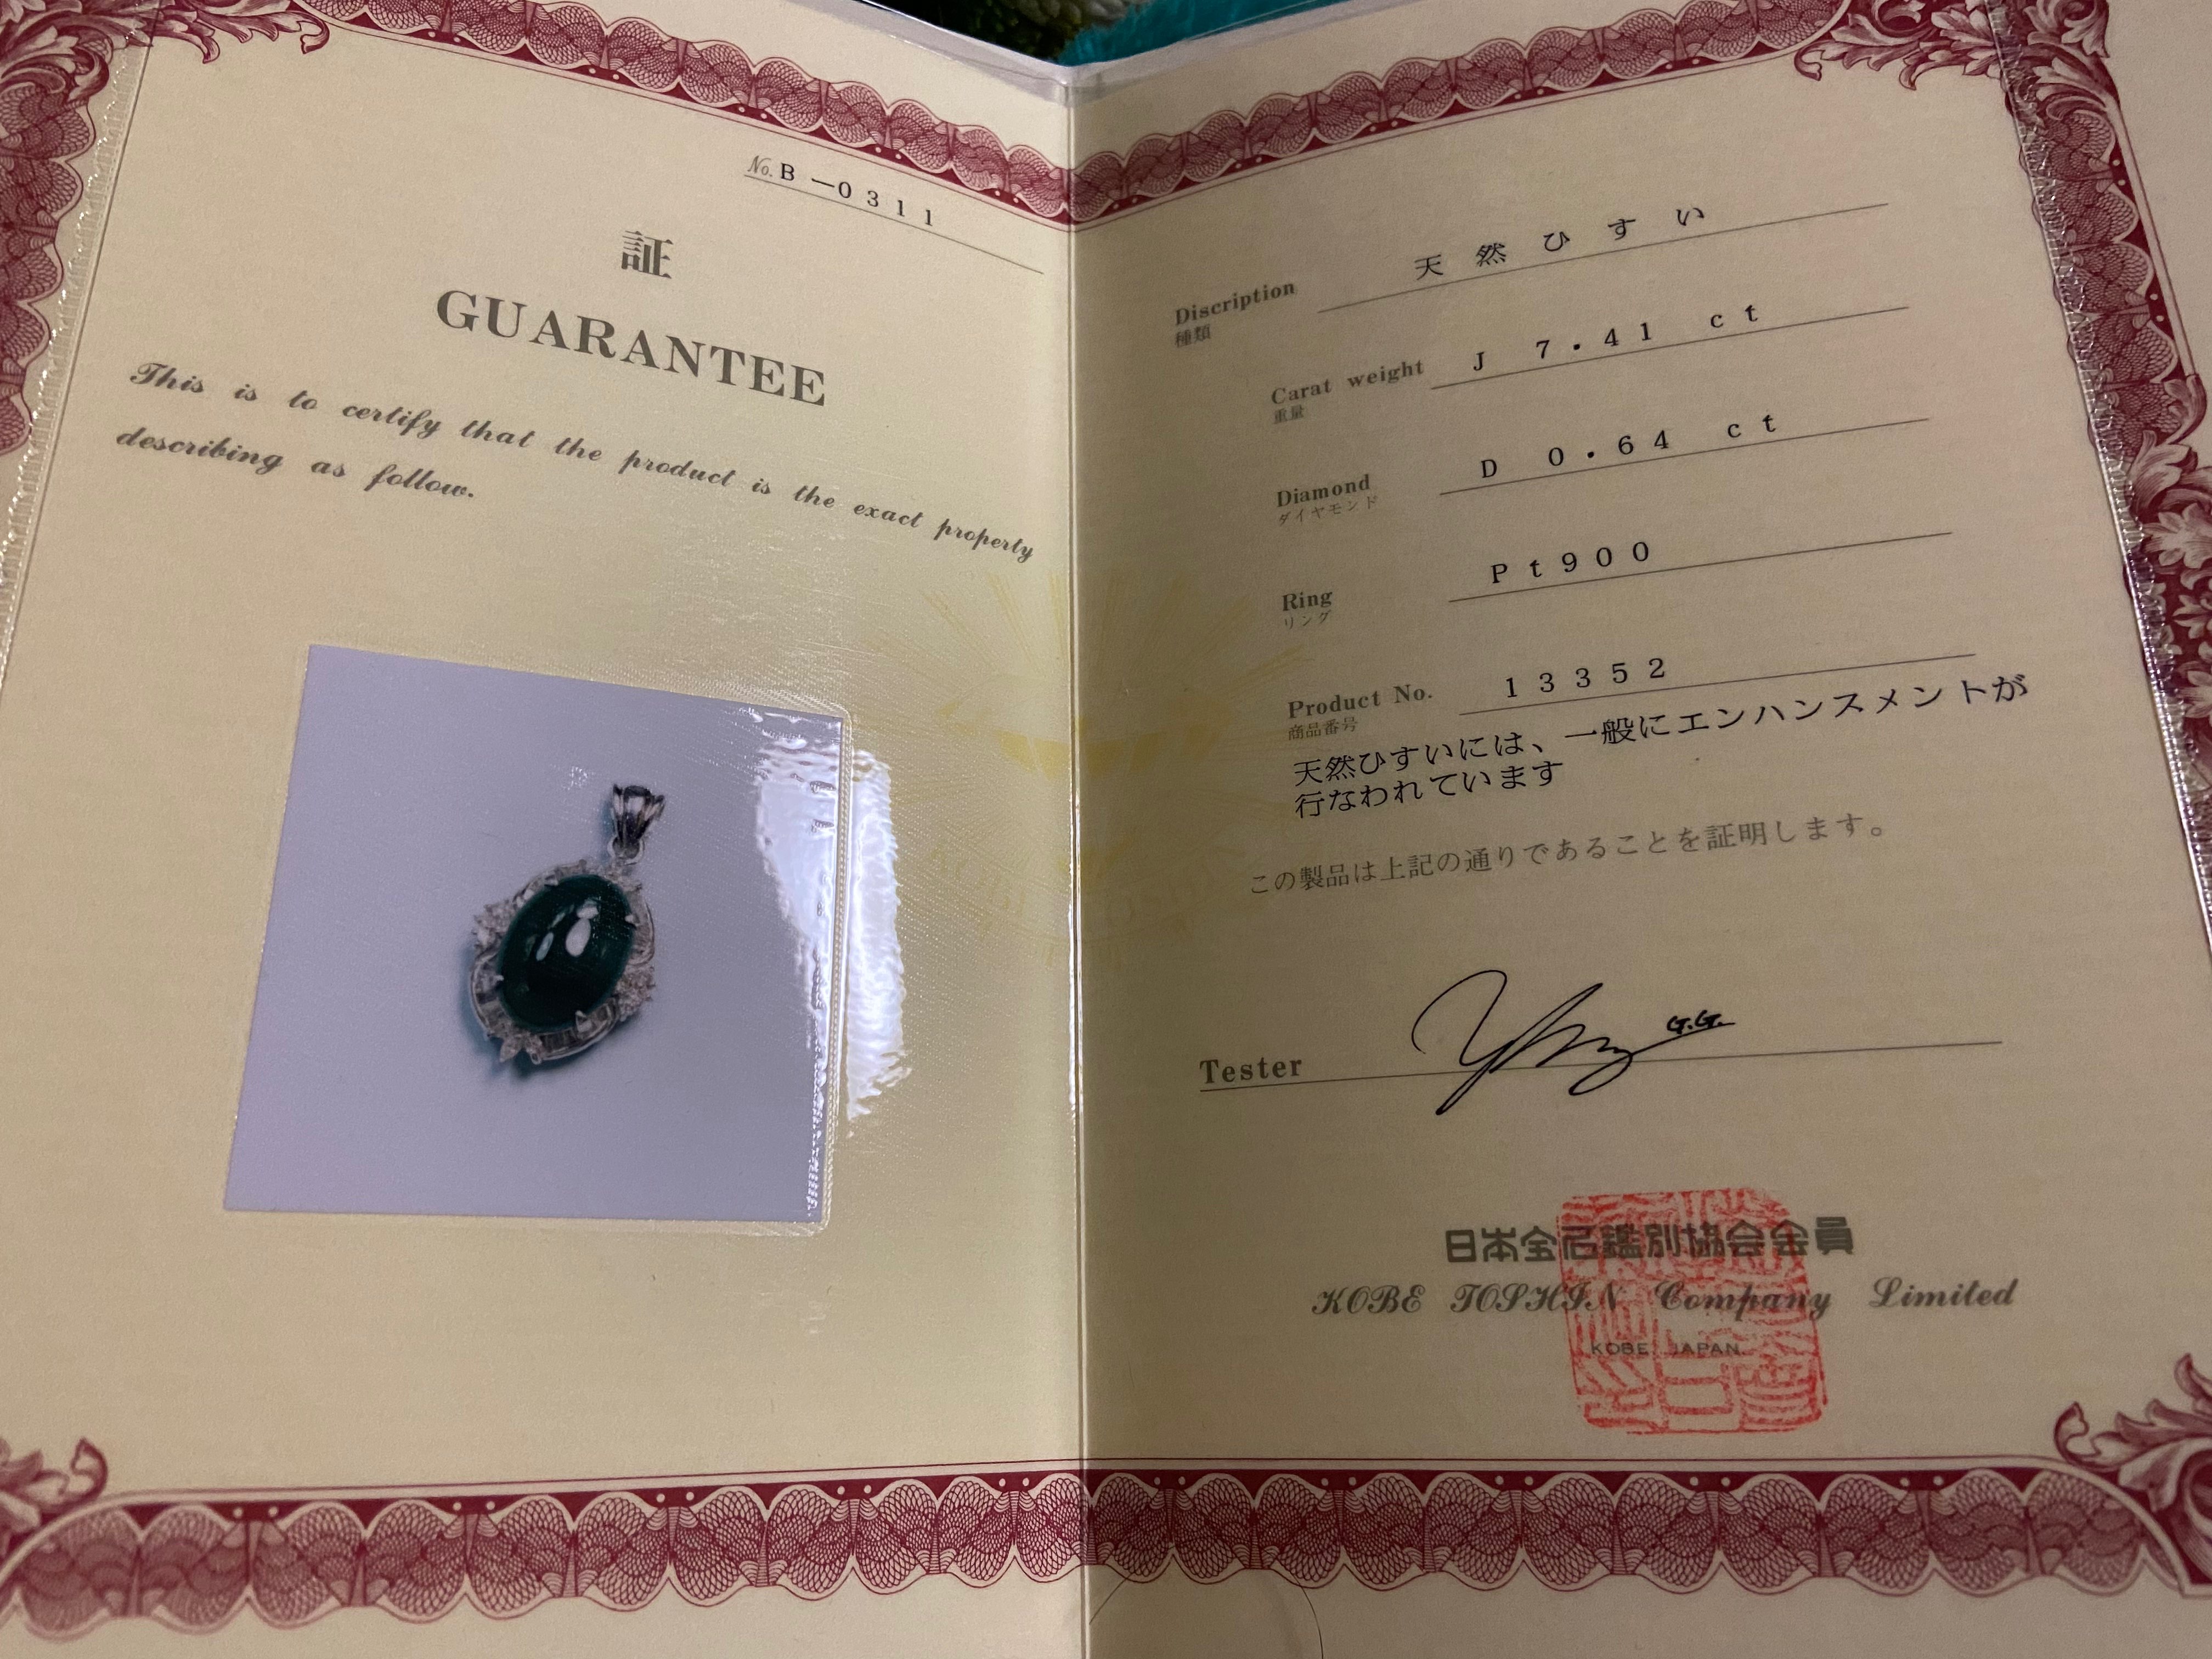 No. B－0311
証
GUARANTEE
This is to certify that the product is the exact property
describing as follow.
Discription 天然ひすい
種類
Carat weight J 7.41 ct
重量
Diamond D 0.64 ct
ダイヤモンド
Ring Pt900
リング
Product No. 13352
商品番号
天然ひすいには、一般にエンハンスメントが
行なわれています
この製品は上記の通りであることを証明します。
Tester G.G.
日本宝石鑑別協会会員
KOBE TOSHIN Company Limited
KOBE, JAPAN.